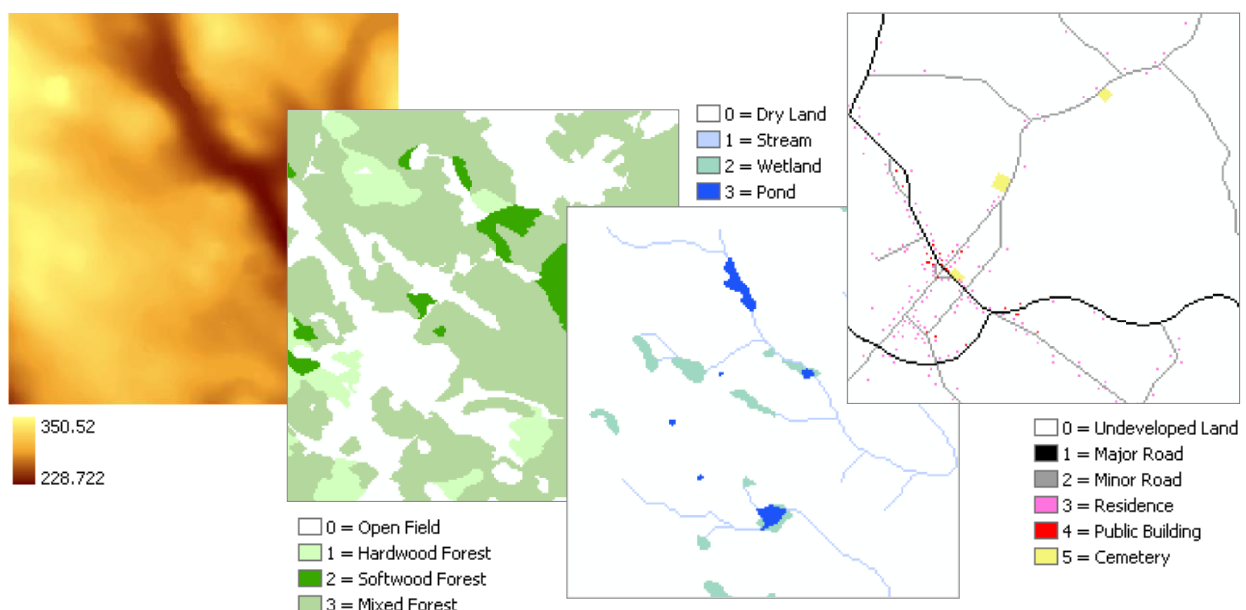 350.52
228.722
0 = Open Field
1 = Hardwood Forest
2 = Softwood Forest
3 = Mixed Forest
0 = Dry Land
1 = Stream
2 = Wetland
3 = Pond
0 = Undeveloped Land
1 = Major Road
2 = Minor Road
3 = Residence
4 = Public Building
5 = Cemetery